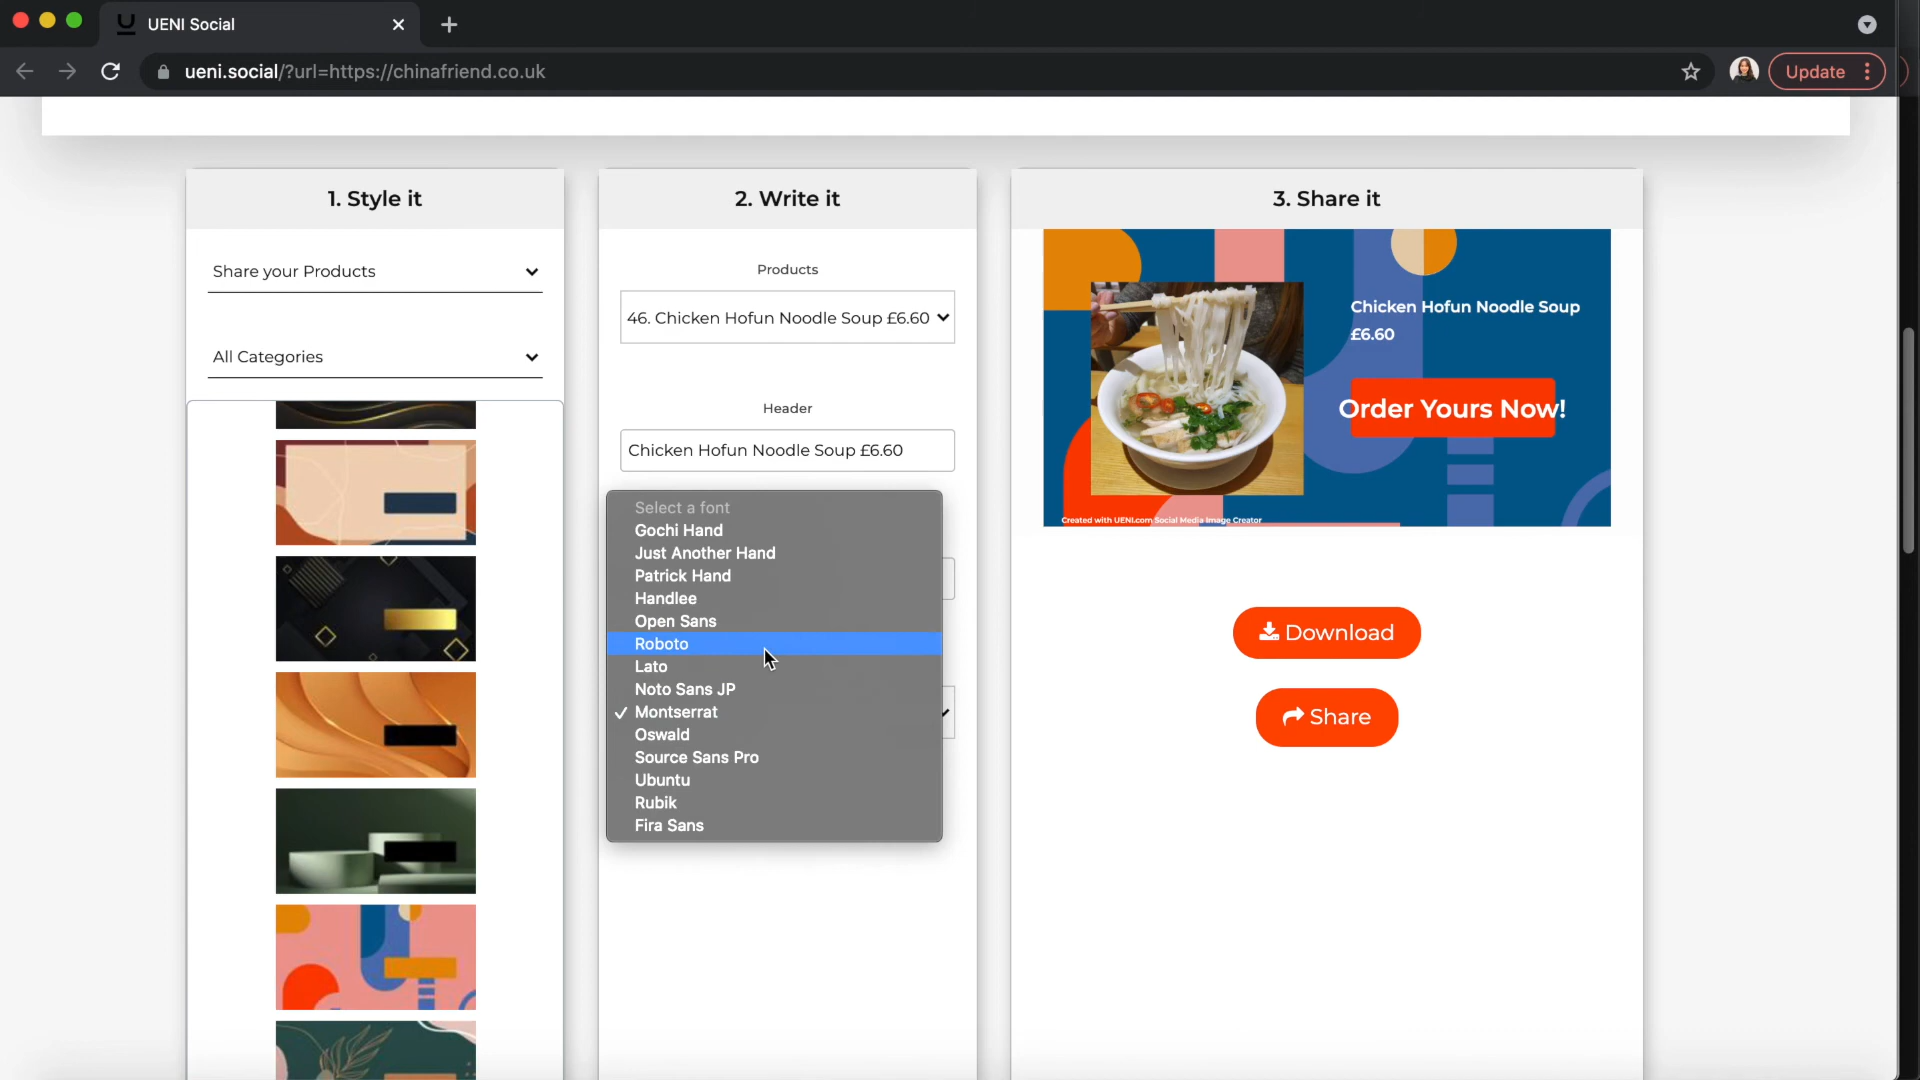 UENI Social
ueni.social/?url=https://chinafriend.co.uk
Update
1. Style it
Share your Products
All Categories
2. Write it
Products
46. Chicken Hofun Noodle Soup £6.60
Header
Chicken Hofun Noodle Soup £6.60
Select a font
Gochi Hand
Just Another Hand
Patrick Hand
Handlee
Open Sans
Roboto
Lato
Noto Sans JP
Montserrat
Oswald
Source Sans Pro
Ubuntu
Rubik
Fira Sans
3. Share it
Chicken Hofun Noodle Soup
£6.60
Order Yours Now!
Created with UENI.com Social Media Image Creator
Download
Share